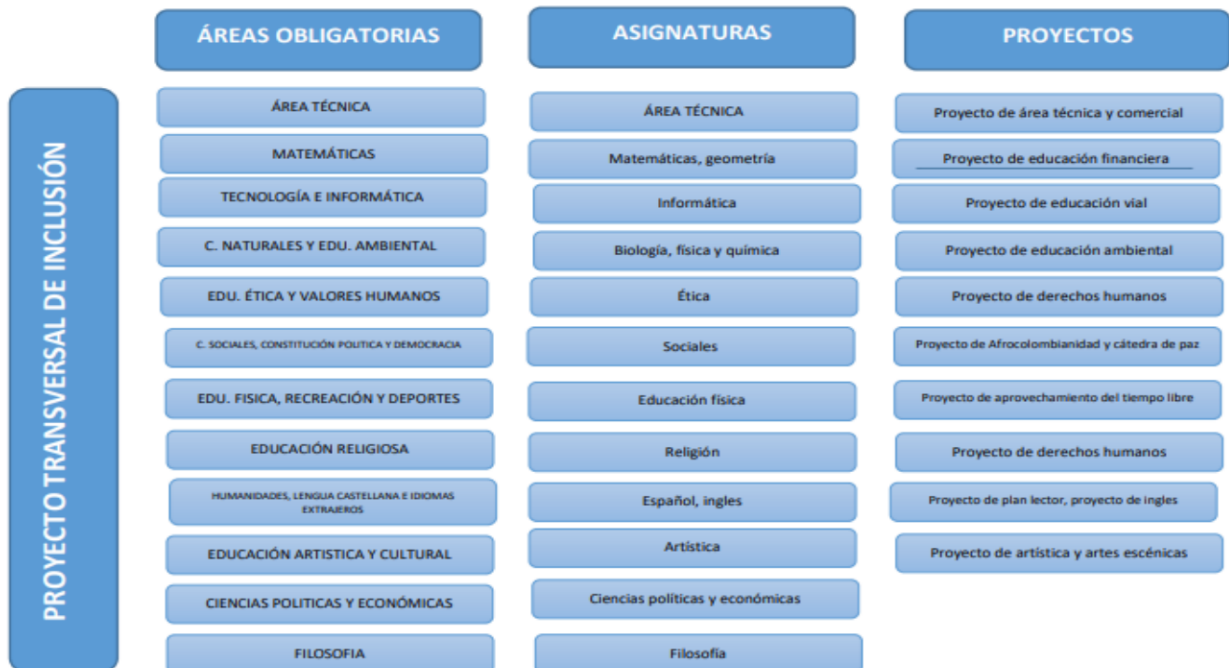 ÁREAS OBLIGATORIAS
ASIGNATURAS
PROYECTOS
PROYECTO TRANSVERSAL DE INCLUSIÓN
ÁREA TÉCNICA
ÁREA TÉCNICA
Proyecto de área técnica y comercial
MATEMÁTICAS
Matemáticas, geometría
Proyecto de educación financiera
TECNOLOGÍA E INFORMÁTICA
Informática
Proyecto de educación vial
C. NATURALES Y EDU. AMBIENTAL
Biología, física y química
Proyecto de educación ambiental
EDU. ÉTICA Y VALORES HUMANOS
Ética
Proyecto de derechos humanos
C. SOCIALES, CONSTITUCIÓN POLITICA Y DEMOCRACIA
Sociales
Proyecto de Afrocolombianidad y cátedra de paz
EDU. FISICA, RECREACIÓN Y DEPORTES
Educación física
Proyecto de aprovechamiento del tiempo libre
EDUCACIÓN RELIGIOSA
Religión
Proyecto de derechos humanos
HUMANIDADES, LENGUA CASTELLANA E IDIOMAS
EXTRAJEROS
Español, ingles
Proyecto de plan lector, proyecto de ingles
EDUCACIÓN ARTISTICA Y CULTURAL
Artística
Proyecto de artística y artes escénicas
CIENCIAS POLITICAS Y ECONÓMICAS
Ciencias políticas y económicas
FILOSOFIA
Filosofía